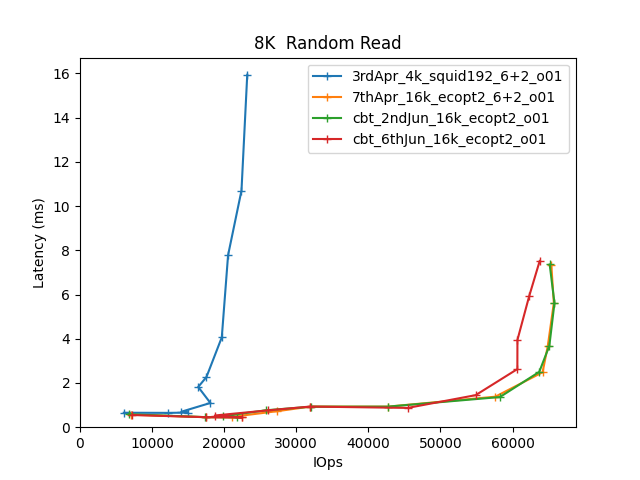 8K  Random Read
Latency (ms)
16
14
12
10
8
6
4
2
0
3rdApr_4k_squid192_6+2_o01
7thApr_16k_ecopt2_6+2_o01
cbt_2ndJun_16k_ecopt2_o01
cbt_6thJun_16k_ecopt2_o01
0 10000 20000 30000 40000 50000 60000
IOps